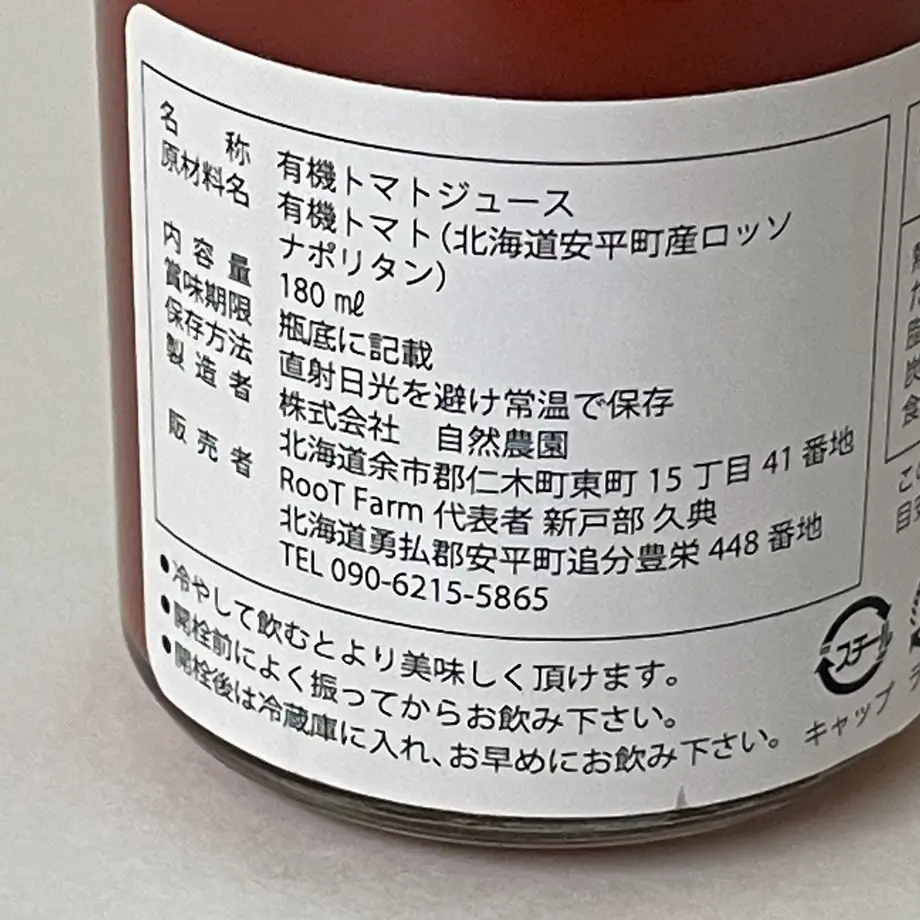 名称 有機トマトジュース
原材料名 有機トマト（北海道安平町産ロッソ
ナポリタン）
内容量 180 ㎖
賞味期限 瓶底に記載
保存方法 直射日光を避け常温で保存
製造者 株式会社 自然農園
北海道余市郡仁木町東町 15 丁目 41 番地
販売者 RooT Farm 代表者 新戸部 久典
北海道勇払郡安平町追分豊栄 448 番地
TEL 090-6215-5865
●冷やして飲むとより美味しく頂けます。
●開栓前によく振ってからお飲み下さい。
●開栓後は冷蔵庫に入れ、お早めにお飲み下さい。
スチール
キャップ